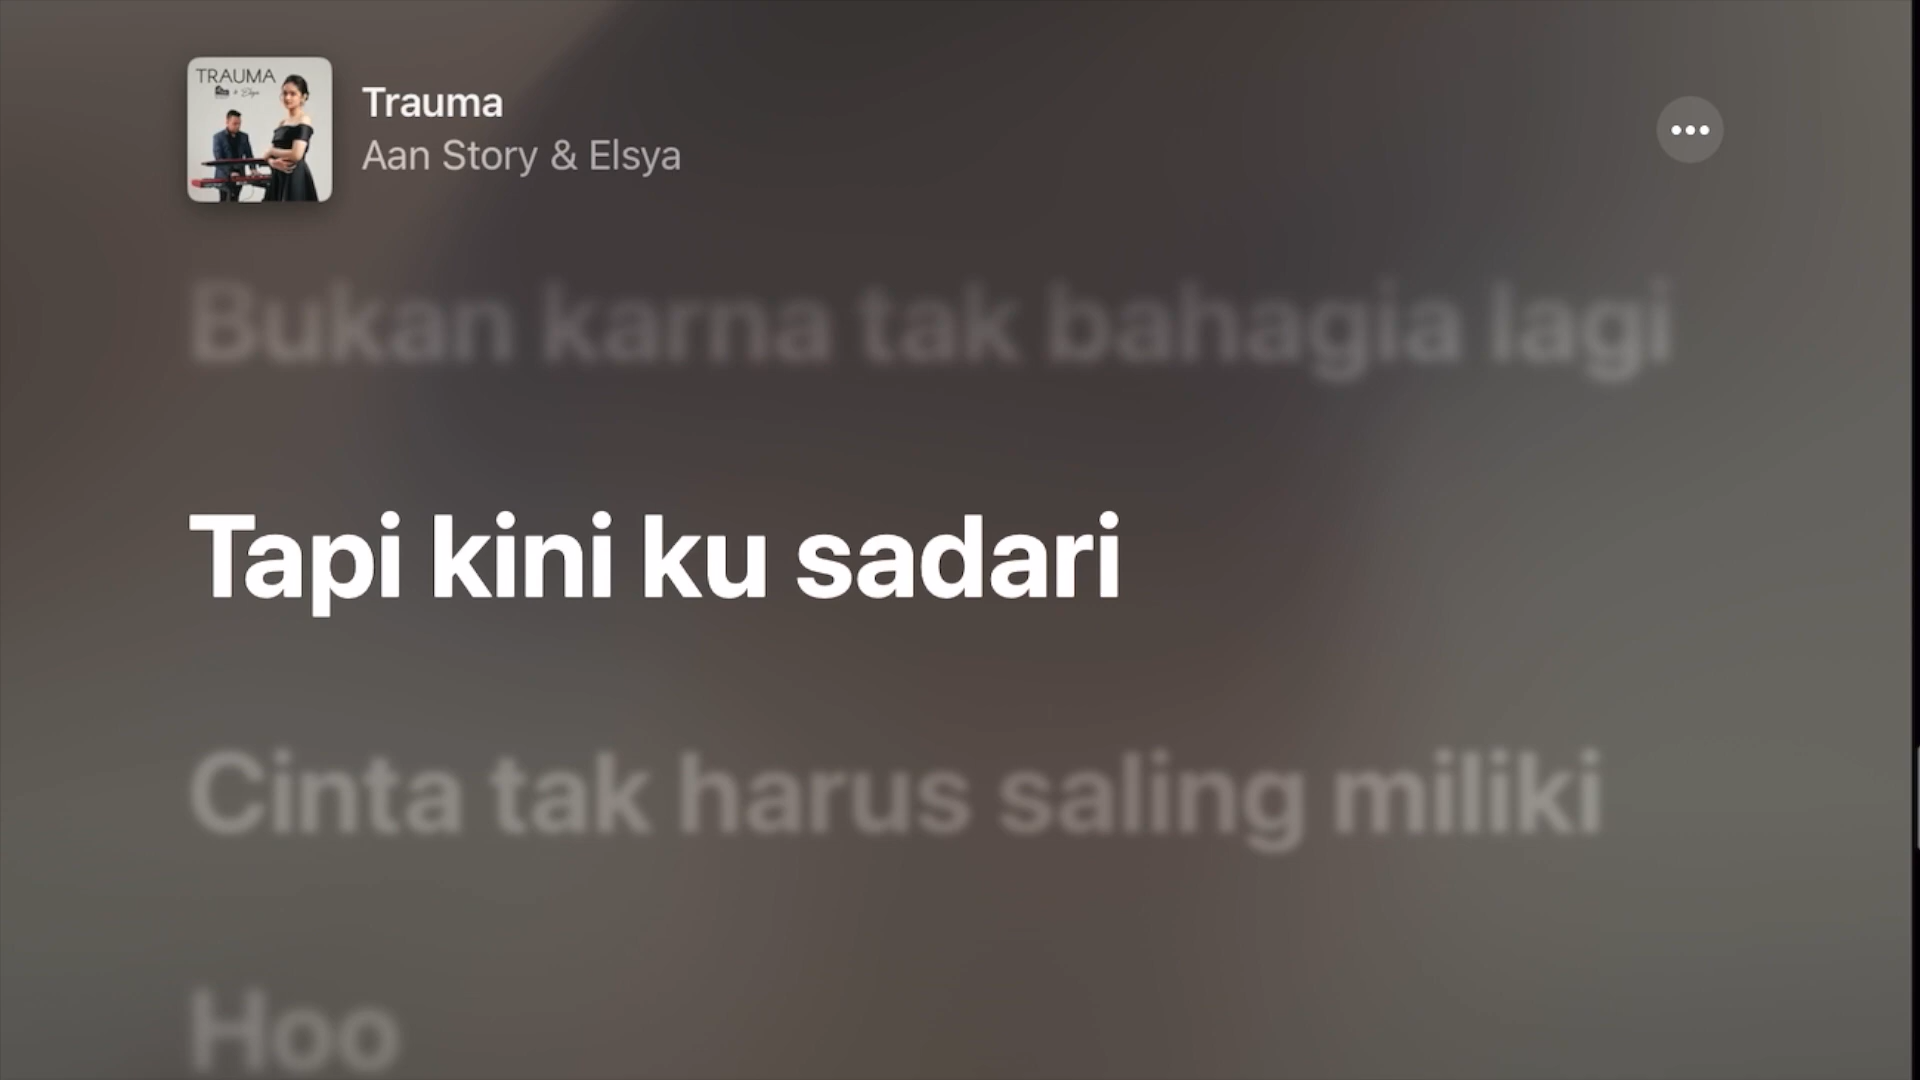 TRAUMA
Trauma
Aan Story & Elsya
Bukan karna tak bahagia lagi
Tapi kini ku sadari
Cinta tak harus saling miliki
Hoo